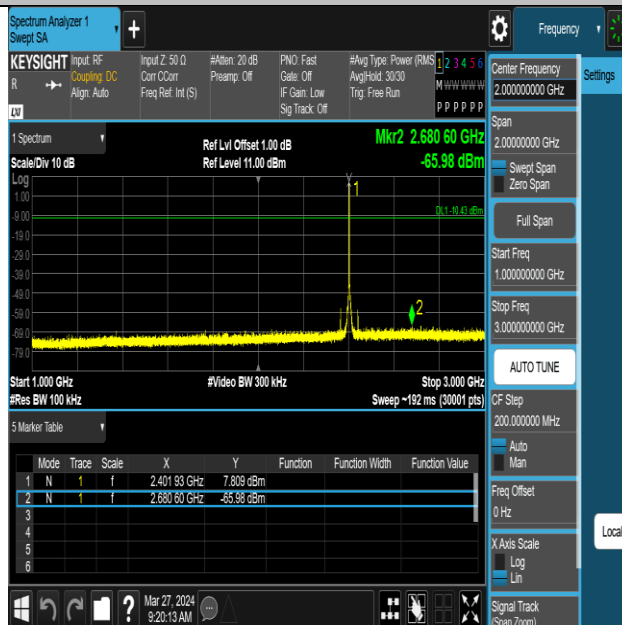 Spectrum Analyzer 1
Swept SA
+
Frequency
KEYSIGHT
R
LXI
Input: RF
Coupling: DC
Align: Auto
Input Z: 50 Ω
Corr CCorr
Freq Ref: Int (S)
#Atten: 20 dB
Preamp: Off
PNO: Fast
Gate: Off
IF Gain: Low
Sig Track: Off
#Avg Type: Power (RMS
Avg|Hold: 30/30
Trig: Free Run
1 2 3 4 5 6
M W W W W W
P P P P P P
1 Spectrum
Scale/Div 10 dB
Log
Ref Lvl Offset 1.00 dB
Ref Level 11.00 dBm
Mkr2 2.680 60 GHz
-65.98 dBm
1.00
-9.00
-19.0
-29.0
-39.0
-49.0
-59.0
-69.0
-79.0
1
DL1 -10.43 dBm
2
Start 1.000 GHz
#Res BW 100 kHz
#Video BW 300 kHz
Stop 3.000 GHz
Sweep ~192 ms (30001 pts)
5 Marker Table
Mode Trace Scale X Y Function Function Width Function Value
1 N 1 f 2.401 93 GHz 7.809 dBm
2 N 1 f 2.680 60 GHz -65.98 dBm
3
4
5
6
Mar 27, 2024
9:20:13 AM
?
Center Frequency
2.000000000 GHz
Settings
Span
2.00000000 GHz
Swept Span
Zero Span
Full Span
Start Freq
1.000000000 GHz
Stop Freq
3.000000000 GHz
AUTO TUNE
CF Step
200.000000 MHz
Auto
Man
Freq Offset
0 Hz
Local
X Axis Scale
Log
Lin
Signal Track
(Span Zoom)